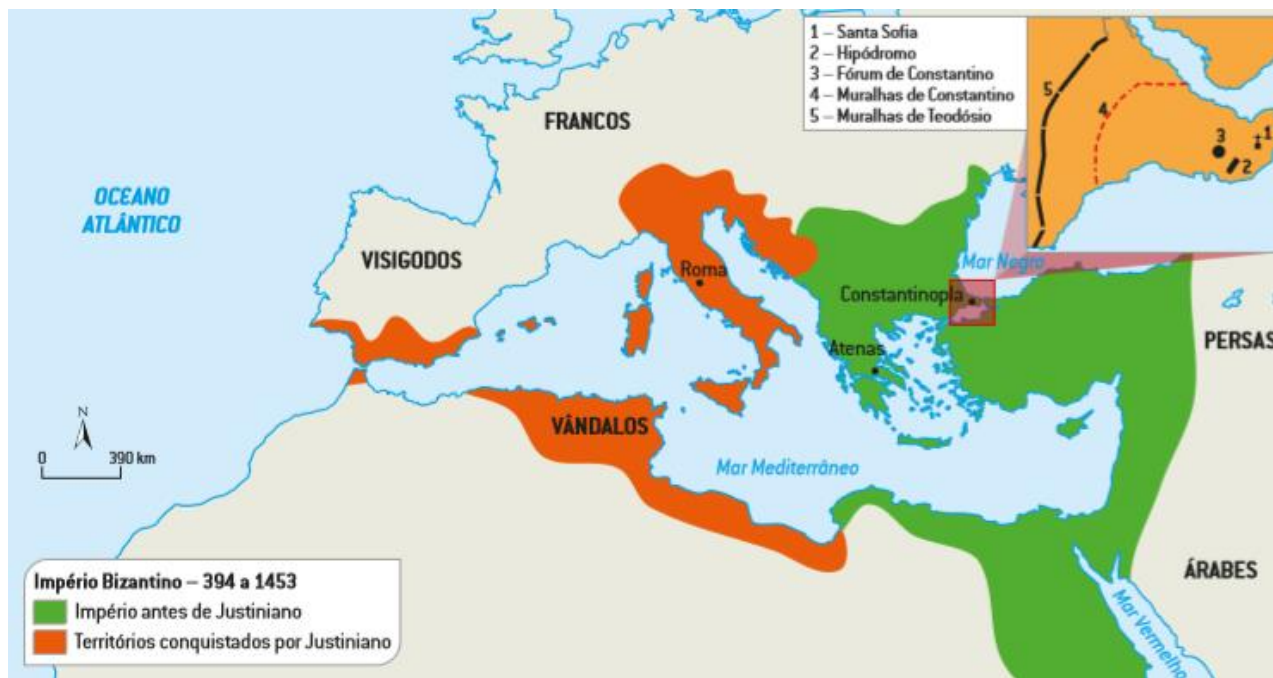 1 – Santa Sofia
2 – Hipódromo
3 – Fórum de Constantino
4 – Muralhas de Constantino
5 – Muralhas de Teodósio
5
4
3
1
2
FRANCOS
OCEANO
ATLÂNTICO
VISIGODOS
Roma
Mar Negro
Constantinopla
Atenas
PERSAS
VÂNDALOS
Mar Mediterrâneo
N
0 390 km
ÁRABES
Mar Vermelho
Império Bizantino – 394 a 1453
Império antes de Justiniano
Territórios conquistados por Justiniano